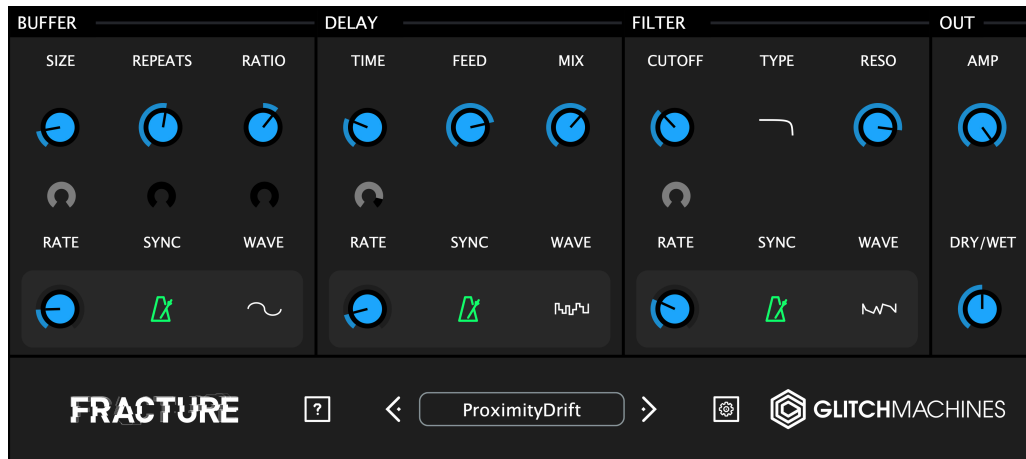 BUFFER DELAY FILTER OUT
SIZE REPEATS RATIO TIME FEED MIX CUTOFF TYPE RESO AMP
RATE SYNC WAVE RATE SYNC WAVE RATE SYNC WAVE DRY/WET
FRACTURE ? ProximityDrift GLITCHMACHINES